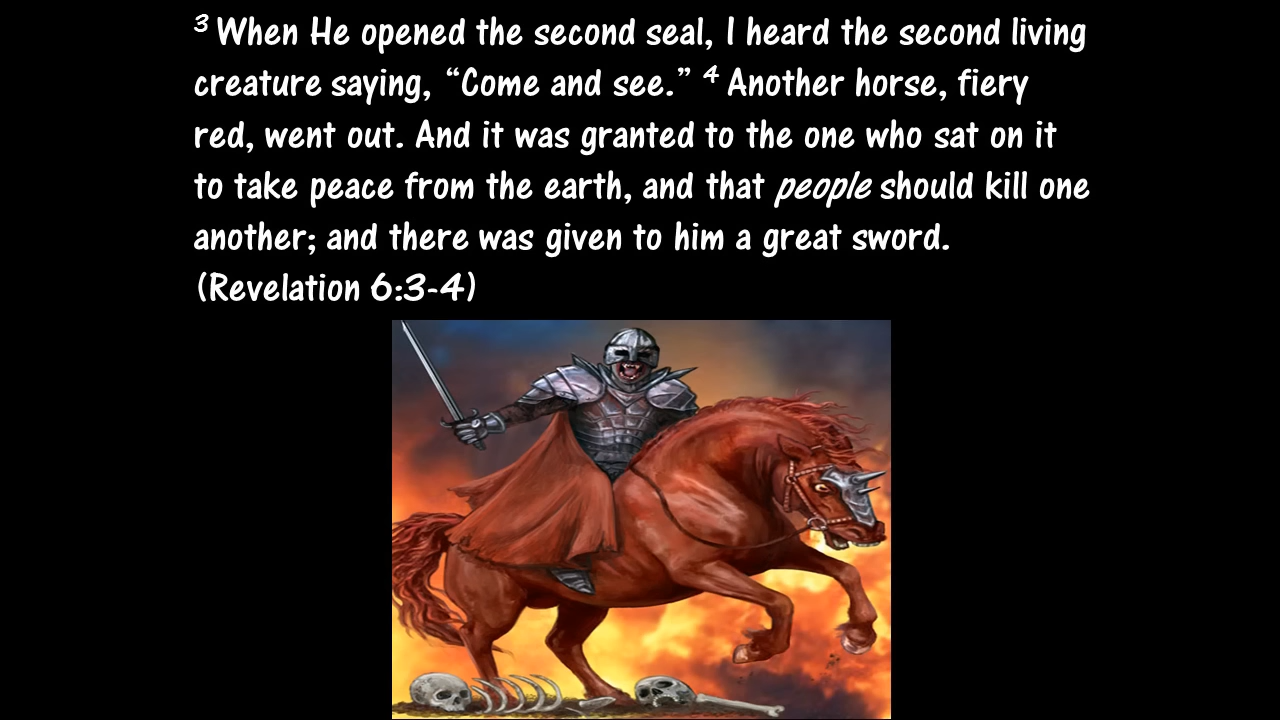 ³ When He opened the second seal, I heard the second living
creature saying, “Come and see.” ⁴ Another horse, fiery
red, went out. And it was granted to the one who sat on it
to take peace from the earth, and that people should kill one
another; and there was given to him a great sword.
(Revelation 6:3-4)